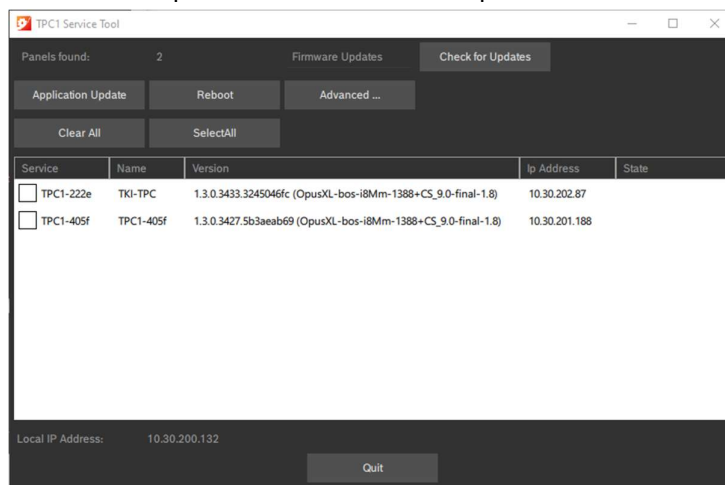 TPC1 Service Tool
Panels found: 2 Firmware Updates Check for Updates
Application Update Reboot Advanced ...
Clear All SelectAll
Service Name Version Ip Address State
TPC1-222e TKI-TPC 1.3.0.3433.3245046fc (OpusXL-bos-i8Mm-1388+CS_9.0-final-1.8) 10.30.202.87
TPC1-405f TPC1-405f 1.3.0.3427.5b3aeab69 (OpusXL-bos-i8Mm-1388+CS_9.0-final-1.8) 10.30.201.188
Local IP Address: 10.30.200.132
Quit